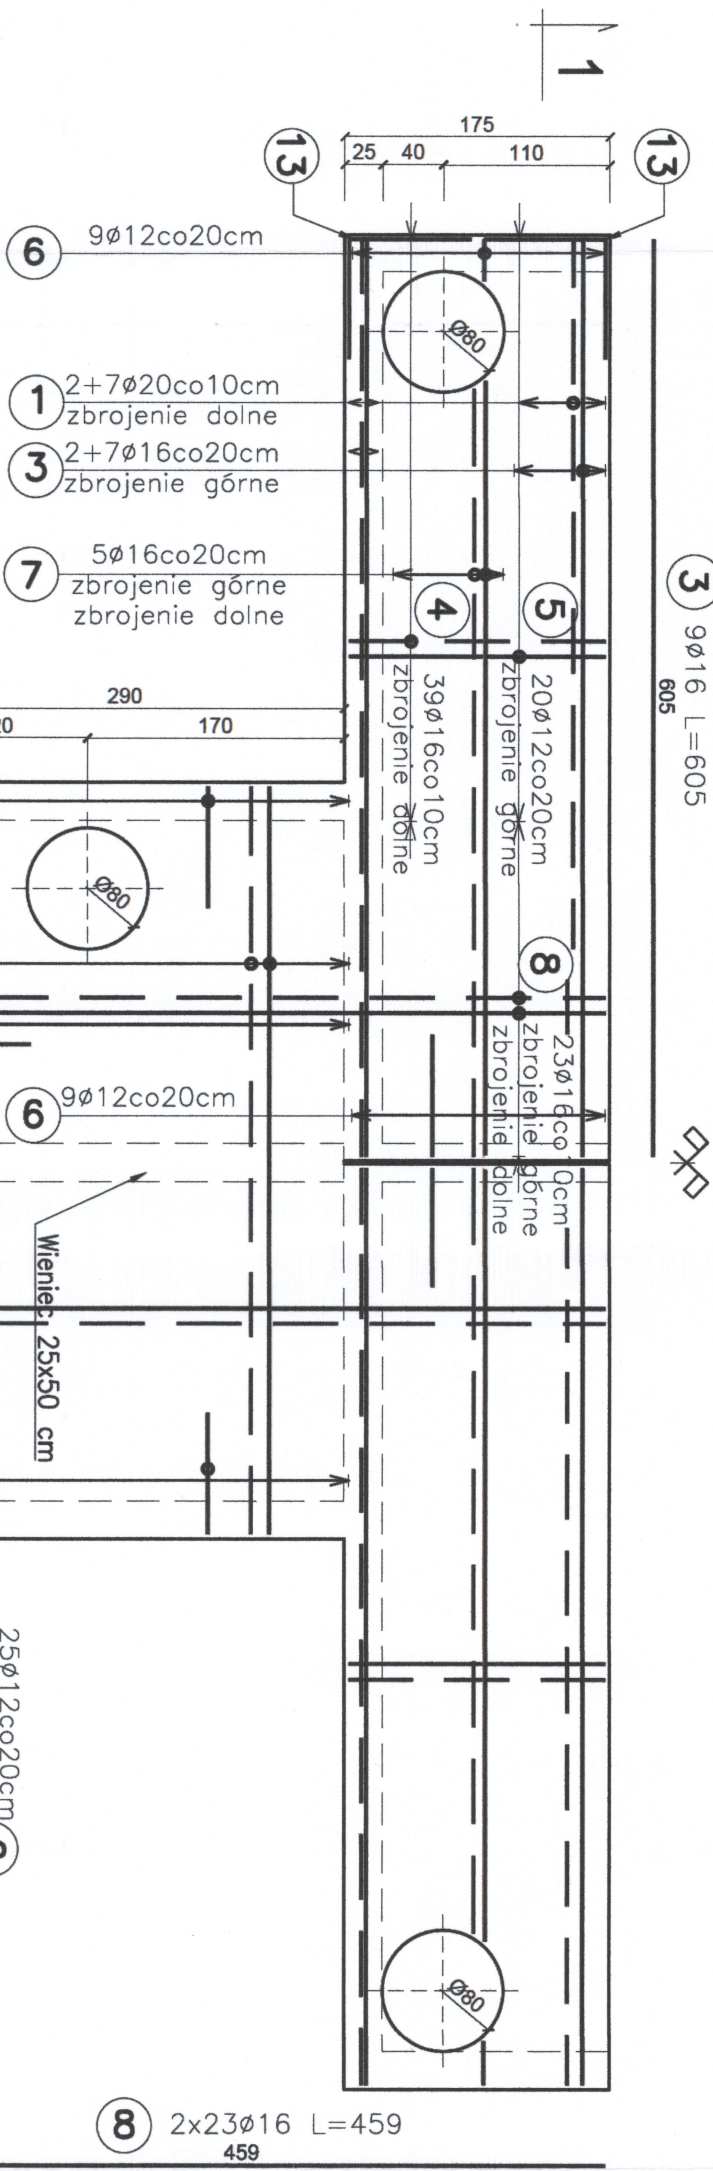 1
175
25
40
110
13
13
6
9ø12co20cm
Ø80
1
2+7ø20co10cm
zbrojenie dolne
3
2+7ø16co20cm
zbrojenie górne
7
5ø16co20cm
zbrojenie górne
zbrojenie dolne
3
9ø16 L=605
605
4
39ø16co10cm
zbrojenie dolne
5
20ø12co20cm
zbrojenie górne
290
170
Ø80
8
23ø16co10cm
zbrojenie górne
zbrojenie dolne
6
9ø12co20cm
Wieniec 25x50 cm
25ø12co20cm
Ø80
8
2x23ø16 L=459
459